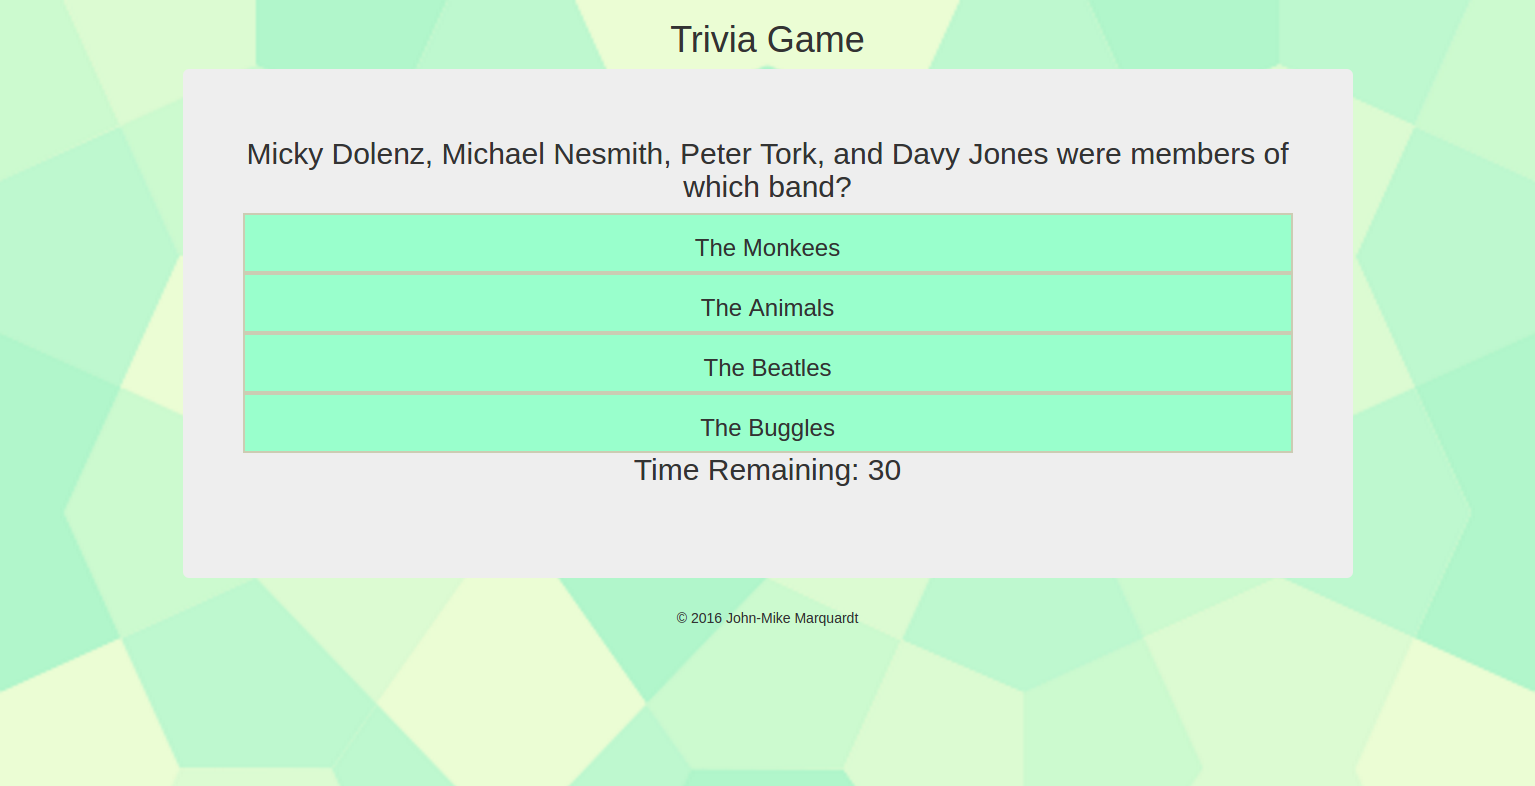 Trivia Game
Micky Dolenz, Michael Nesmith, Peter Tork, and Davy Jones were members of
which band?
The Monkees
The Animals
The Beatles
The Buggles
Time Remaining: 30
© 2016 John-Mike Marquardt